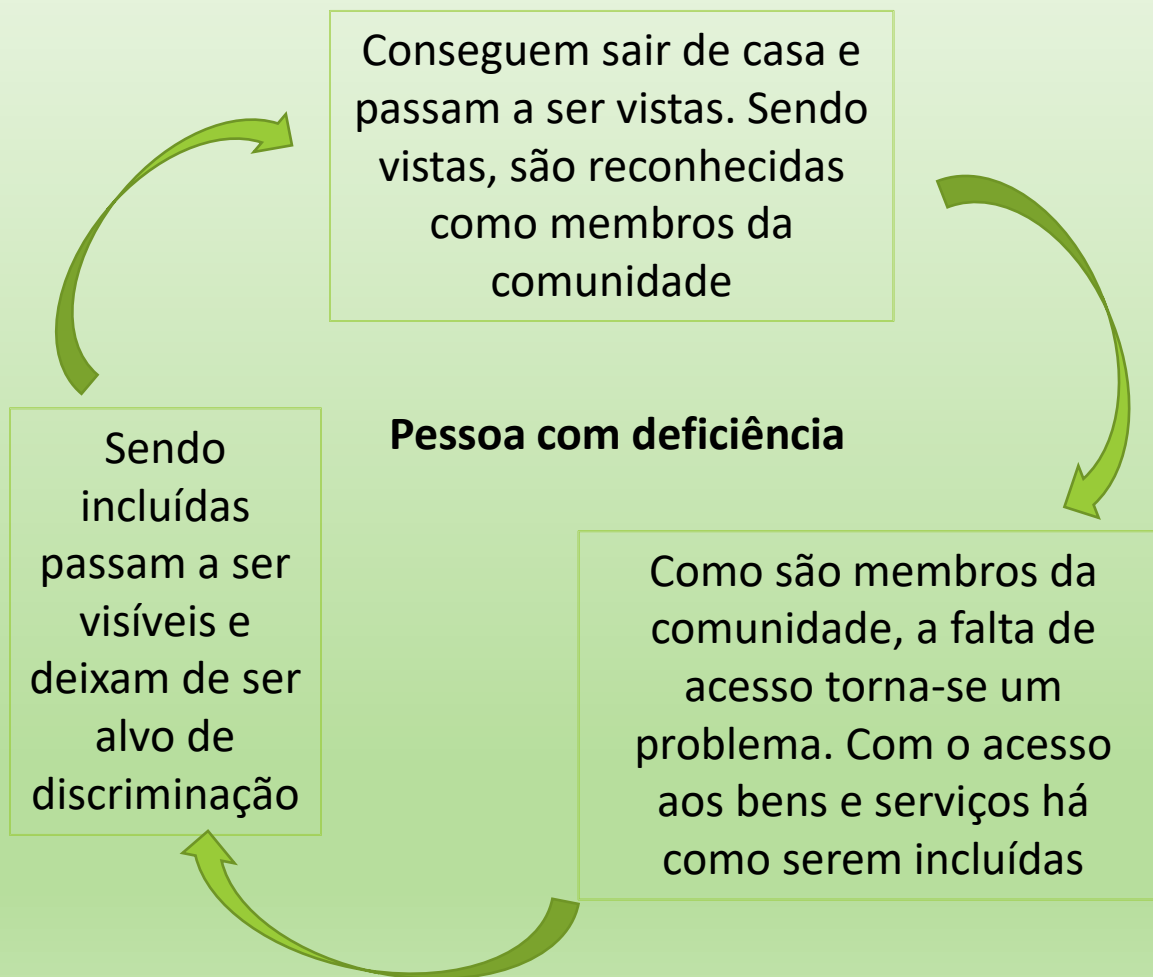 Conseguem sair de casa e
passam a ser vistas. Sendo
vistas, são reconhecidas
como membros da
comunidade
Pessoa com deficiência
Como são membros da
comunidade, a falta de
acesso torna-se um
problema. Com o acesso
aos bens e serviços há
como serem incluídas
Sendo
incluídas
passam a ser
visíveis e
deixam de ser
alvo de
discriminação